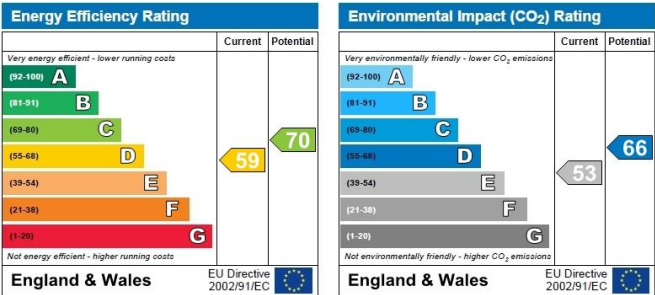 Energy Efficiency Rating
Current Potential
Very energy efficient - lower running costs
(92-100) A
(81-91) B
(69-80) C
(55-68) D
(39-54) E
(21-38) F
(1-20) G
59
70
Not energy efficient - higher running costs
England & Wales
EU Directive
2002/91/EC
Environmental Impact (CO₂) Rating
Current Potential
Very environmentally friendly - lower CO₂ emissions
(92-100) A
(81-91) B
(69-80) C
(55-68) D
(39-54) E
(21-38) F
(1-20) G
53
66
Not environmentally friendly - higher CO₂ emissions
England & Wales
EU Directive
2002/91/EC